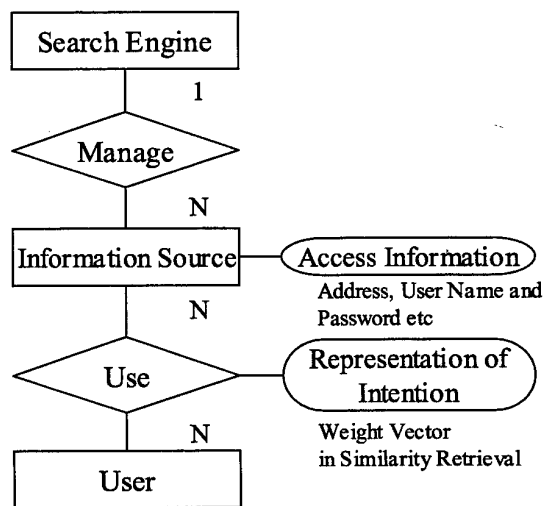 Search Engine
1
Manage
N
Information Source
Access Information
Address, User Name and
Password etc
N
Use
Representation of
Intention
Weight Vector
in Similarity Retrieval
N
User